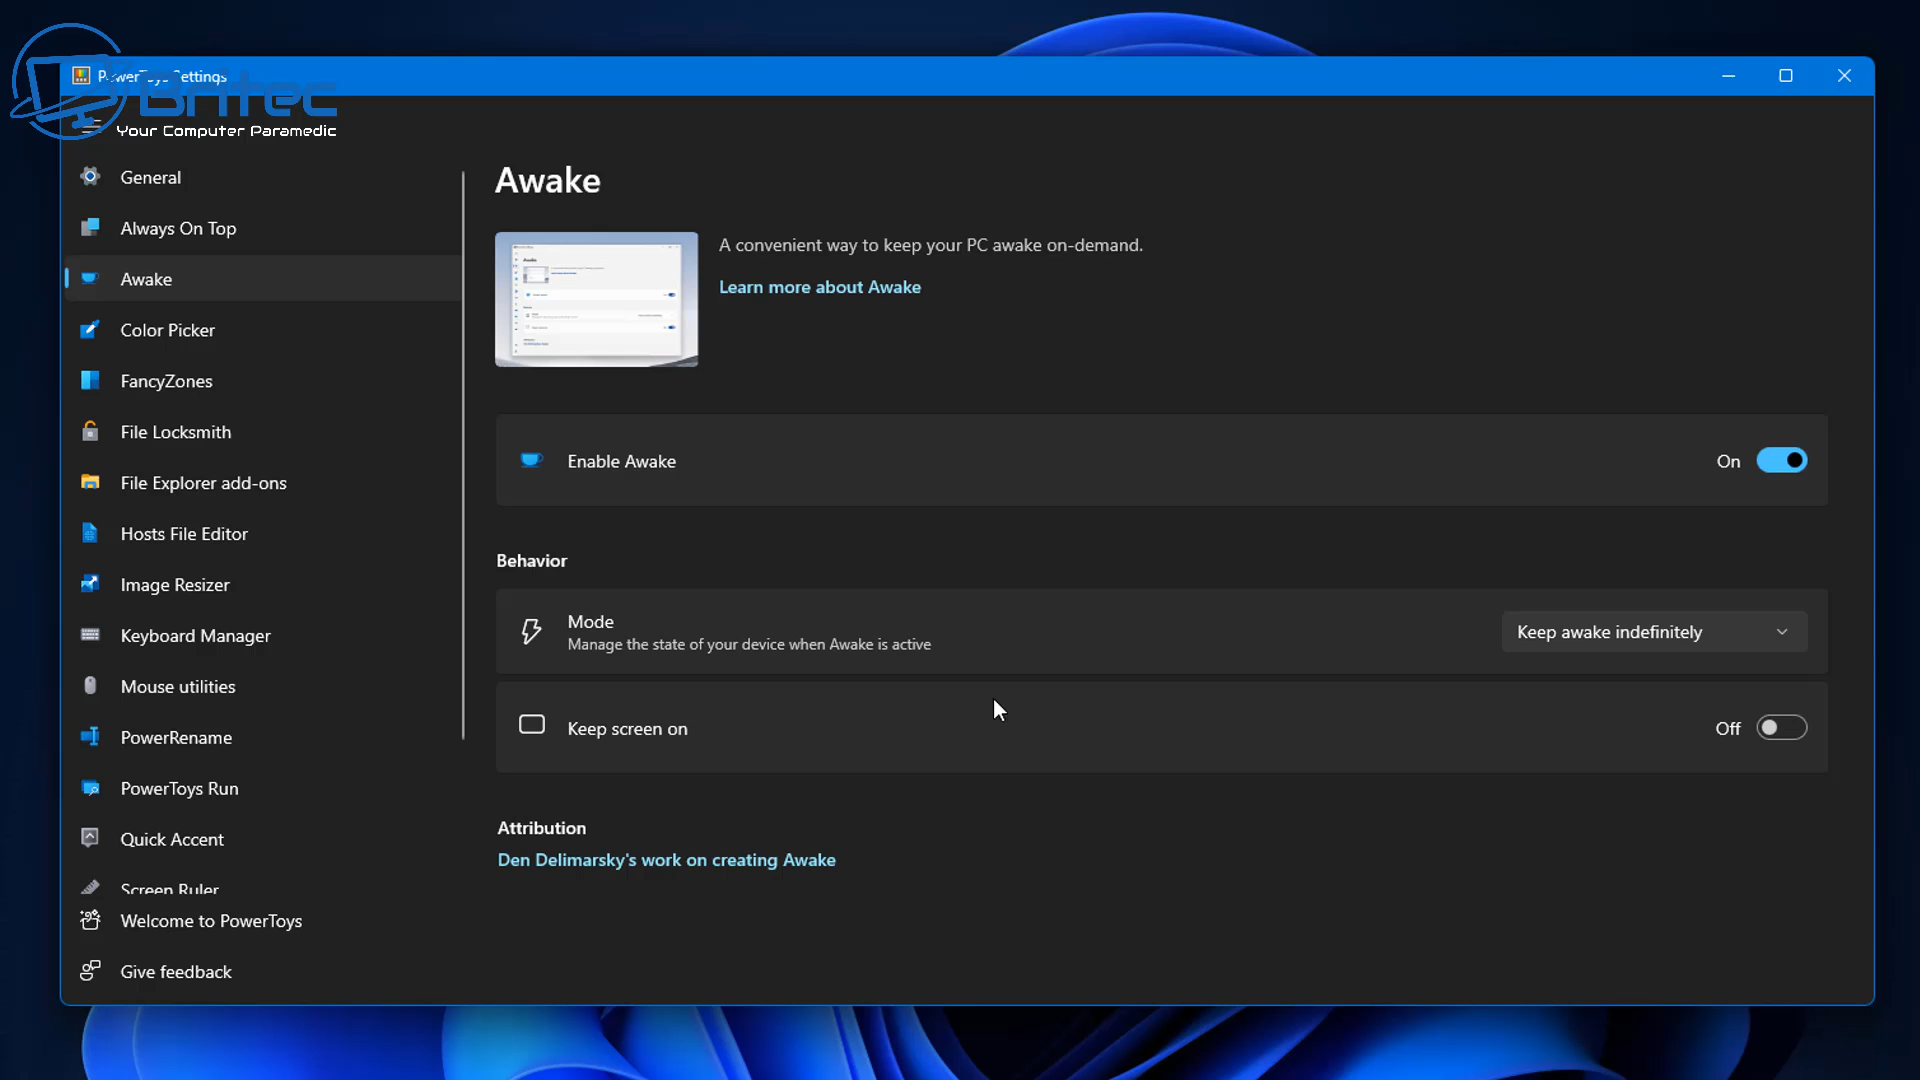 PowerToys Settings
Britec
Your Computer Paramedic
General
Always On Top
Awake
Color Picker
FancyZones
File Locksmith
File Explorer add-ons
Hosts File Editor
Image Resizer
Keyboard Manager
Mouse utilities
PowerRename
PowerToys Run
Quick Accent
Screen Ruler
Welcome to PowerToys
Give feedback
Awake
A convenient way to keep your PC awake on-demand.
Learn more about Awake
Enable Awake
On
Behavior
Mode
Manage the state of your device when Awake is active
Keep awake indefinitely
Keep screen on
Off
Attribution
Den Delimarsky's work on creating Awake